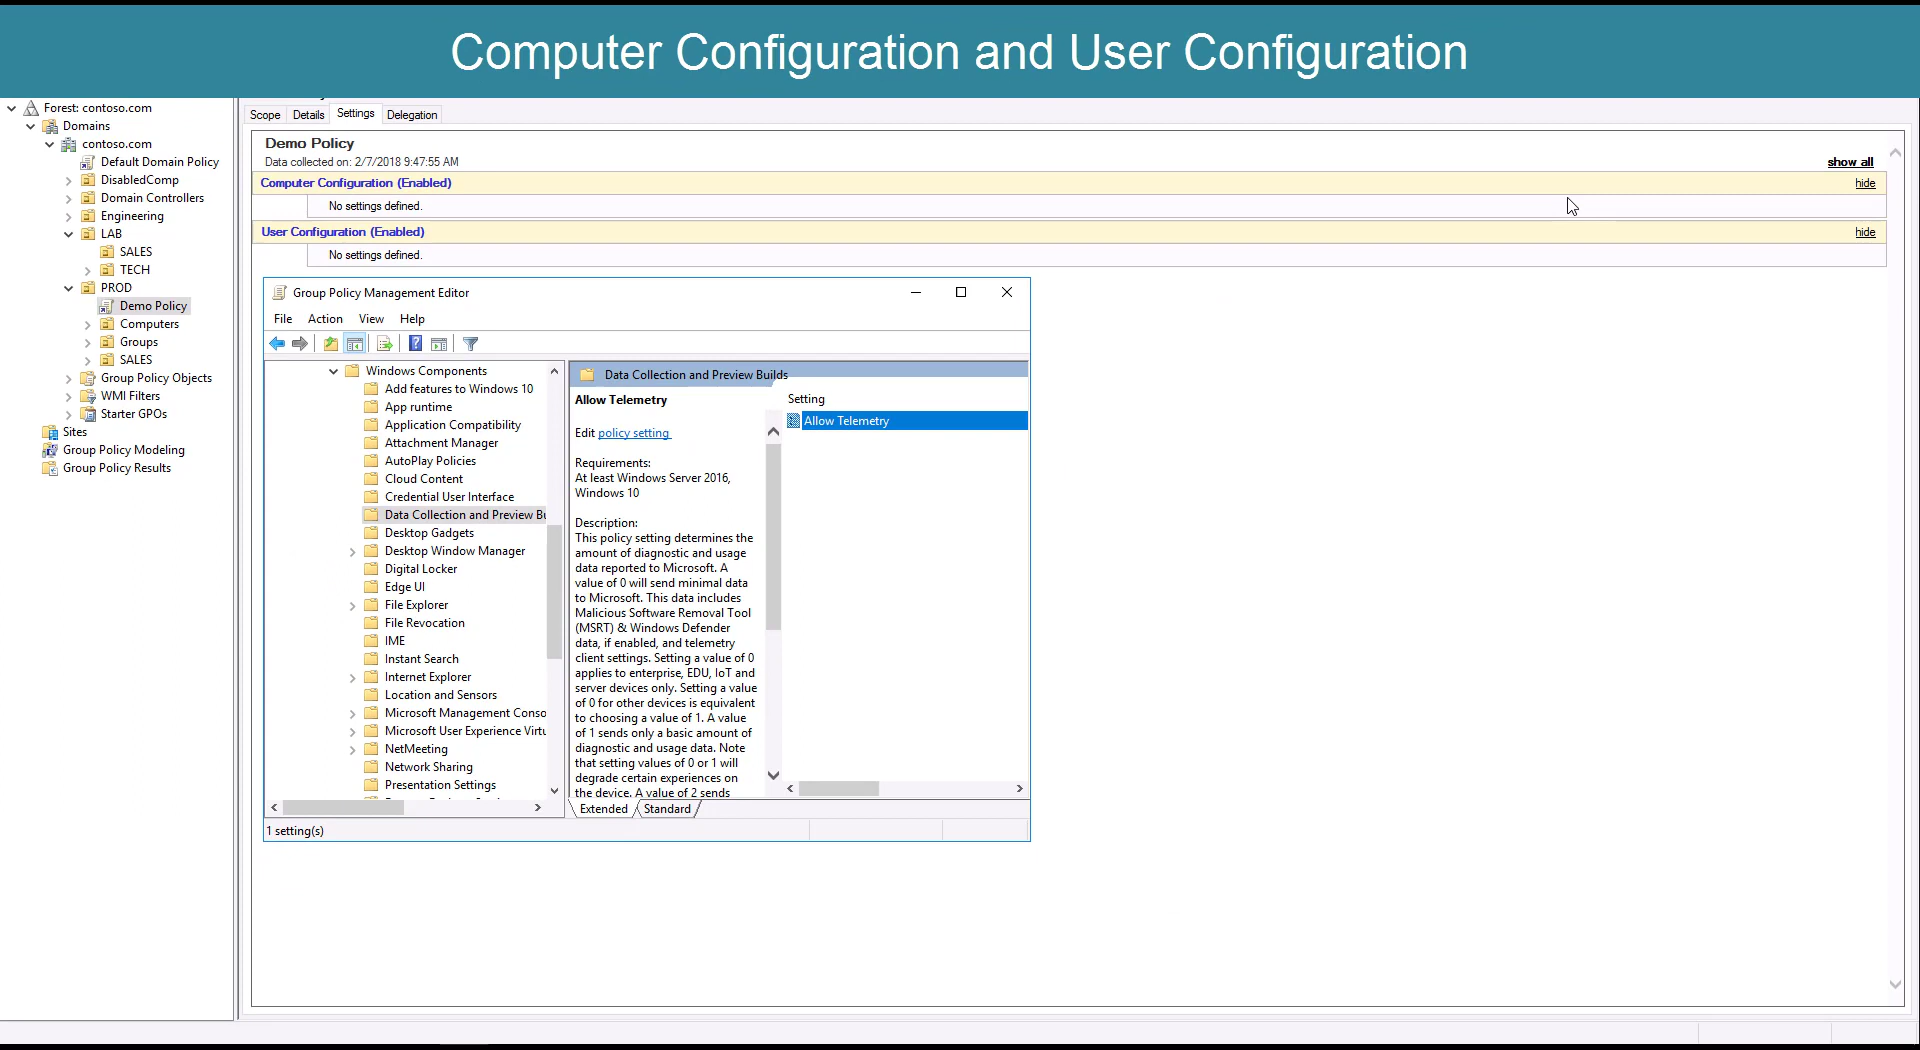 Computer Configuration and User Configuration
Forest: contoso.com
Domains
contoso.com
Default Domain Policy
DisabledComp
Domain Controllers
Engineering
LAB
SALES
TECH
PROD
Demo Policy
Computers
Groups
SALES
Group Policy Objects
WMI Filters
Starter GPOs
Sites
Group Policy Modeling
Group Policy Results
Scope Details Settings Delegation
Demo Policy
Data collected on: 2/7/2018 9:47:55 AM
show all
Computer Configuration (Enabled)
hide
No settings defined.
User Configuration (Enabled)
hide
No settings defined.
Group Policy Management Editor
File Action View Help
Windows Components
Add features to Windows 10
App runtime
Application Compatibility
Attachment Manager
AutoPlay Policies
Cloud Content
Credential User Interface
Data Collection and Preview Bu
Desktop Gadgets
Desktop Window Manager
Digital Locker
Edge UI
File Explorer
File Revocation
IME
Instant Search
Internet Explorer
Location and Sensors
Microsoft Management Conso
Microsoft User Experience Virtu
NetMeeting
Network Sharing
Presentation Settings
Data Collection and Preview Builds
Allow Telemetry
Edit policy setting
Requirements:
At least Windows Server 2016,
Windows 10
Description:
This policy setting determines the
amount of diagnostic and usage
data reported to Microsoft. A
value of 0 will send minimal data
to Microsoft. This data includes
Malicious Software Removal Tool
(MSRT) & Windows Defender
data, if enabled, and telemetry
client settings. Setting a value of 0
applies to enterprise, EDU, IoT and
server devices only. Setting a value
of 0 for other devices is equivalent
to choosing a value of 1. A value
of 1 sends only a basic amount of
diagnostic and usage data. Note
that setting values of 0 or 1 will
degrade certain experiences on
the device. A value of 2 sends
Setting
Allow Telemetry
Extended Standard
1 setting(s)